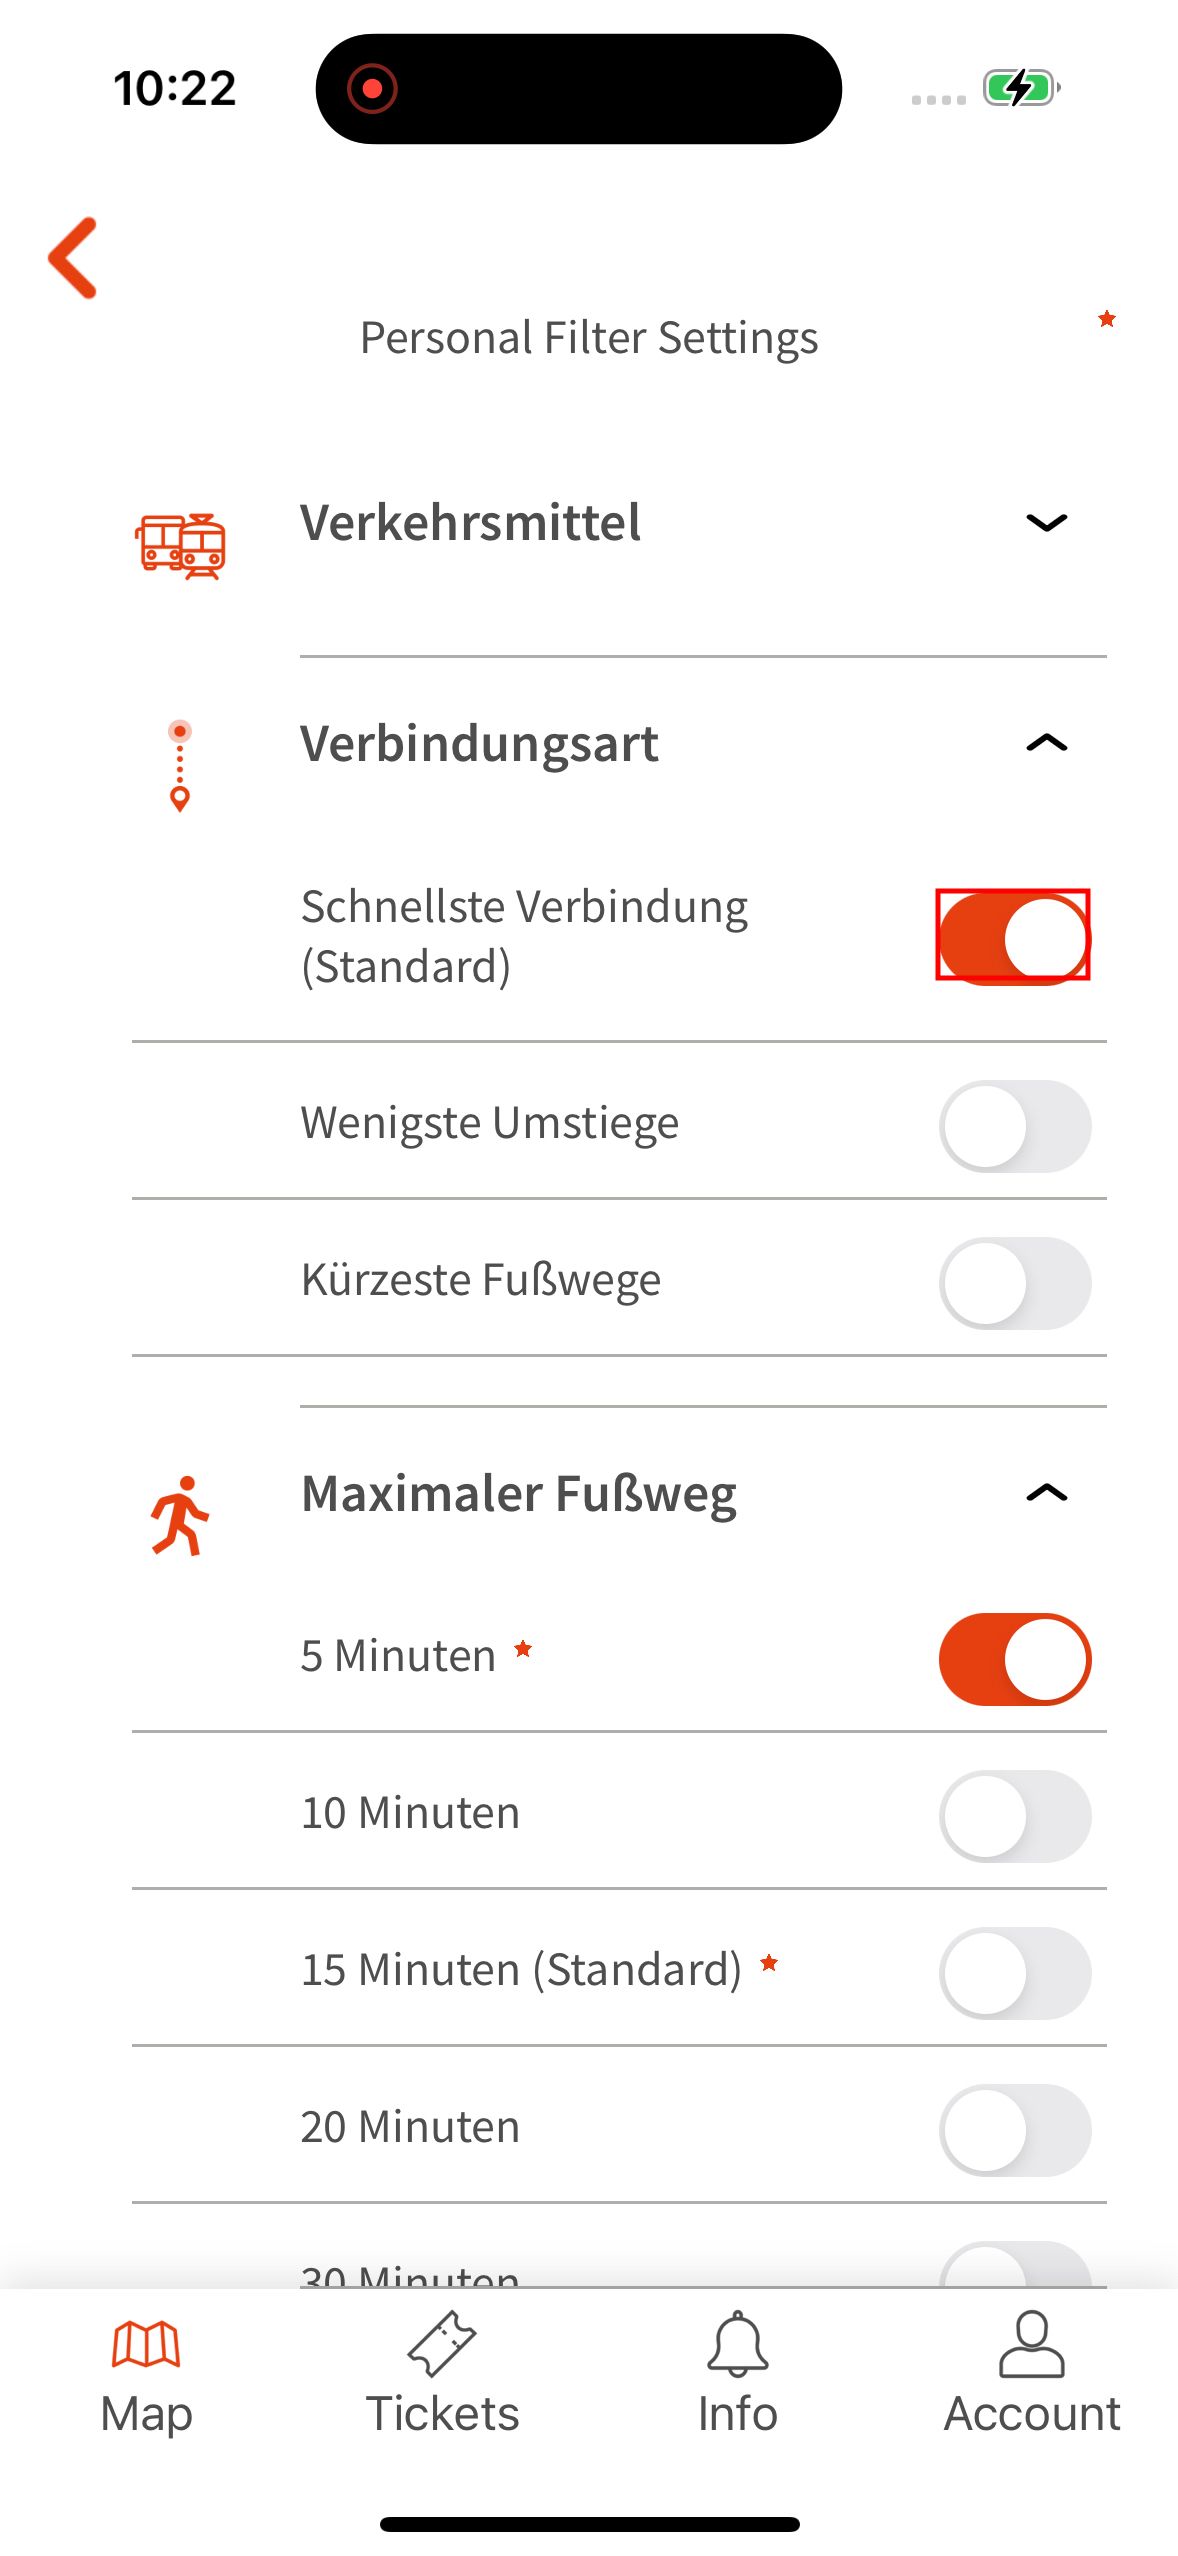 10:22
Personal Filter Settings
Verkehrsmittel
Verbindungsart
Schnellste Verbindung
(Standard)
Wenigste Umstiege
Kürzeste Fußwege
Maximaler Fußweg
5 Minuten
10 Minuten
15 Minuten (Standard)
20 Minuten
30 Minuten
Map
Tickets
Info
Account